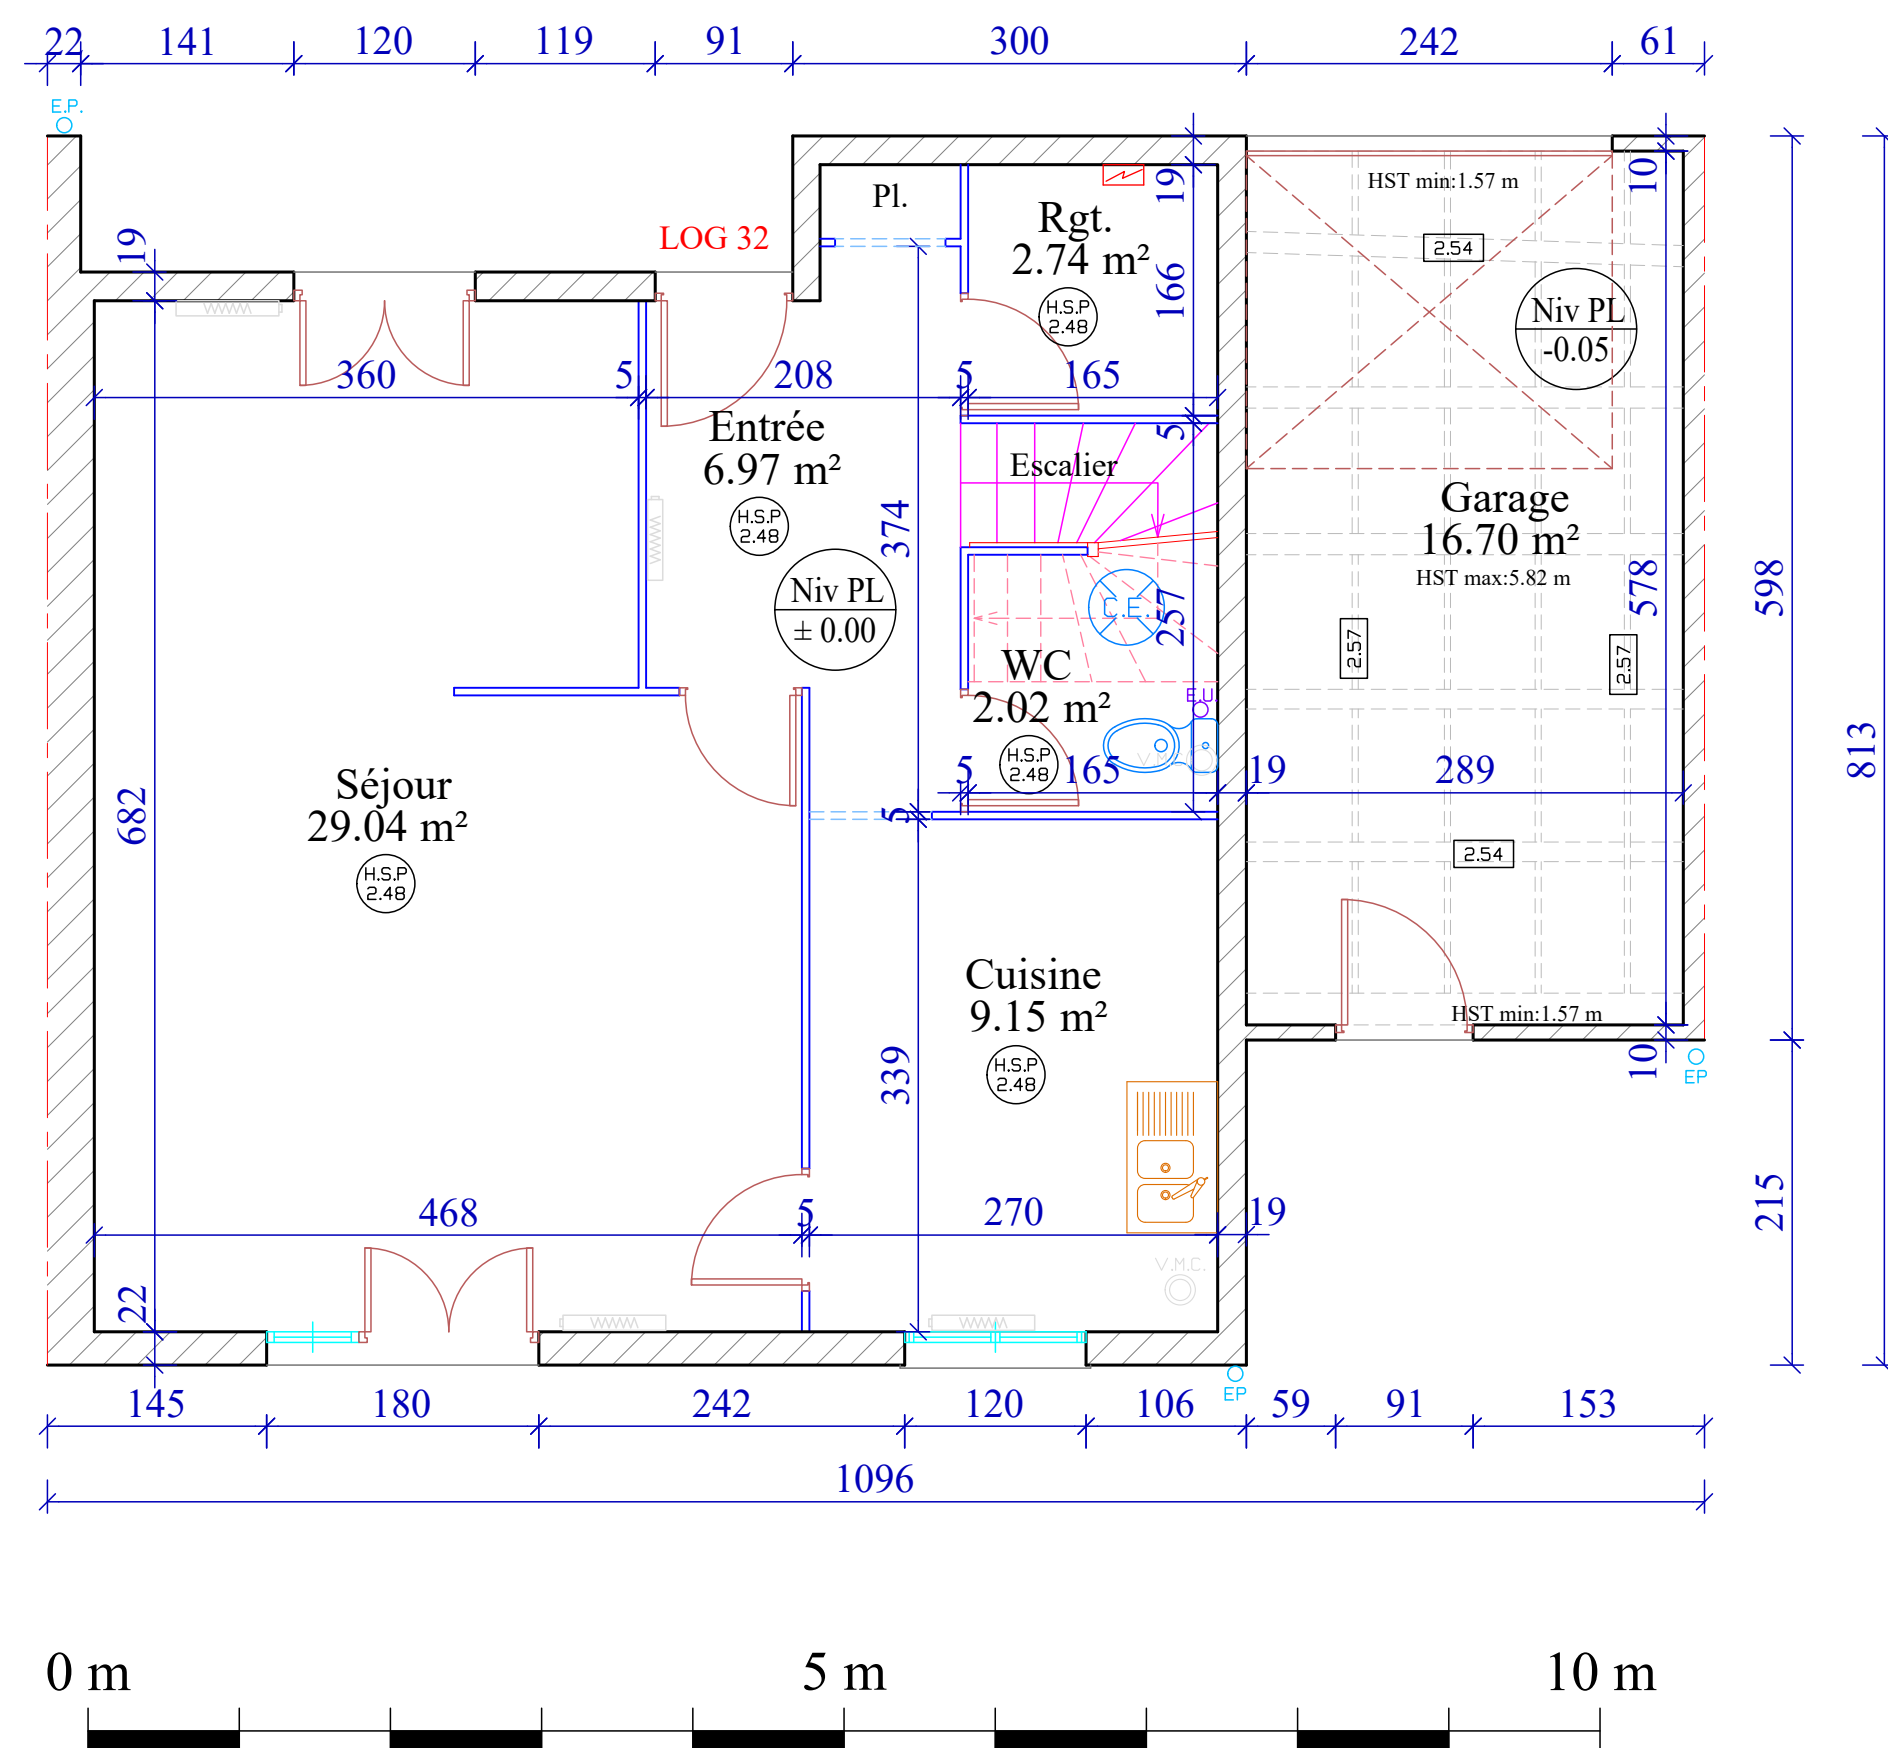 22 141 120 119 91 300 242 61
E.P.
Pl.
19
10
HST min:1.57 m
Rgt.
2.74 m²
LOG 32
19
2.54
H.S.P
2.48
166
Niv PL
-0.05
360 5 208 5 165
Entrée
6.97 m²
5
Escalier
H.S.P
2.48
374
Garage
16.70 m²
HST max:5.82 m
Niv PL
± 0.00
C.E.
257
578
598
2.57
2.57
WC
2.02 m²
E.U.
V.M.C.
H.S.P
2.48
5 165 19 289
813
Séjour
29.04 m²
682
5
H.S.P
2.48
2.54
Cuisine
9.15 m²
H.S.P
2.48
339
HST min:1.57 m
10
EP
468 5 270 19
215
V.M.C.
22
EP
145 180 242 120 106 59 91 153
1096
0 m 5 m 10 m